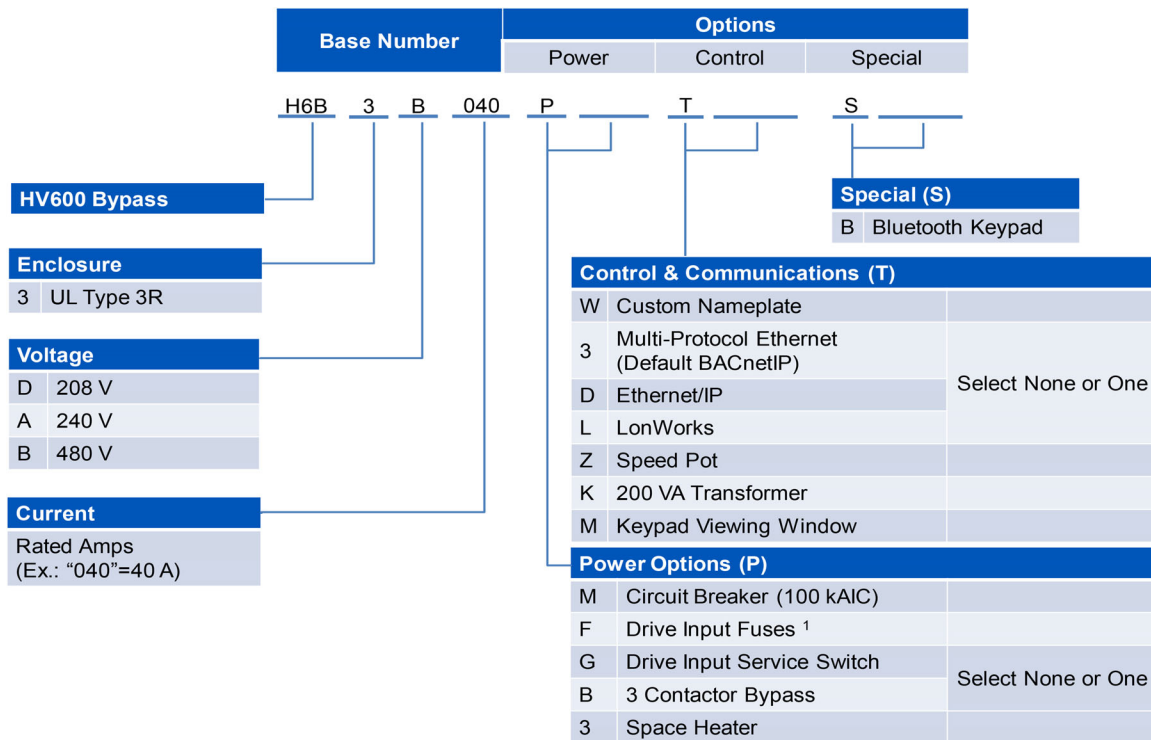 Base Number
Options
Power Control Special
H6B 3 B 040 P T S
HV600 Bypass
Special (S)
B Bluetooth Keypad
Enclosure
3 UL Type 3R
Control & Communications (T)
W Custom Nameplate
3 Multi-Protocol Ethernet
(Default BACnetIP)
Select None or One
D Ethernet/IP
L LonWorks
Z Speed Pot
K 200 VA Transformer
M Keypad Viewing Window
Voltage
D 208 V
A 240 V
B 480 V
Current
Rated Amps
(Ex.: “040”=40 A)
Power Options (P)
M Circuit Breaker (100 kAIC)
F Drive Input Fuses ¹
G Drive Input Service Switch
Select None or One
B 3 Contactor Bypass
3 Space Heater